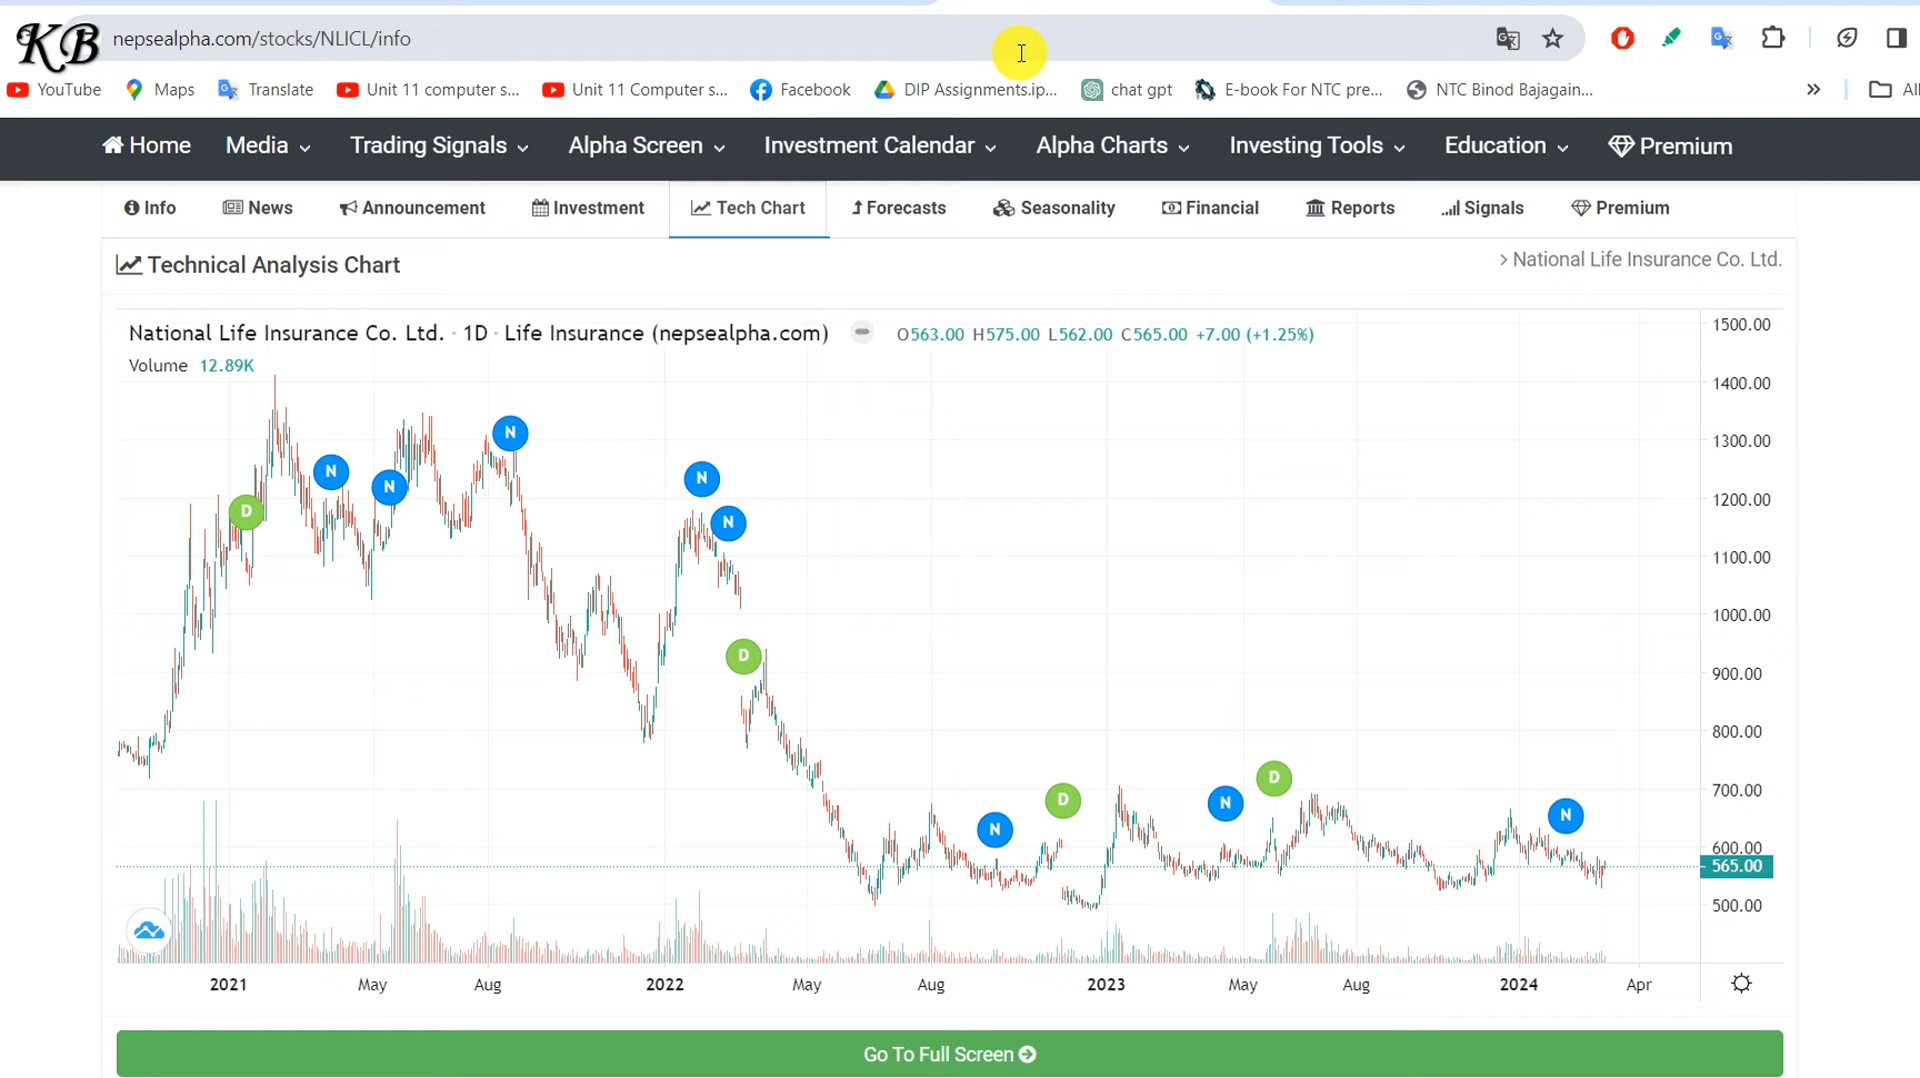 KB
nepsealpha.com/stocks/NLICL/info
YouTube Maps Translate Unit 11 computer s... Unit 11 Computer s... Facebook DIP Assignments.ip... chat gpt E-book For NTC pre... NTC Binod Bajagain... » All
Home Media Trading Signals Alpha Screen Investment Calendar Alpha Charts Investing Tools Education Premium
Info News Announcement Investment Tech Chart Forecasts Seasonality Financial Reports Signals Premium
Technical Analysis Chart
> National Life Insurance Co. Ltd.
National Life Insurance Co. Ltd. · 1D · Life Insurance (nepsealpha.com) O563.00 H575.00 L562.00 C565.00 +7.00 (+1.25%)
Volume 12.89K
1500.00
1400.00
1300.00
1200.00
1100.00
1000.00
900.00
800.00
700.00
600.00
565.00
500.00
D
N
N
N
N
N
D
N
D
N
D
N
2021 May Aug 2022 May Aug 2023 May Aug 2024 Apr
Go To Full Screen